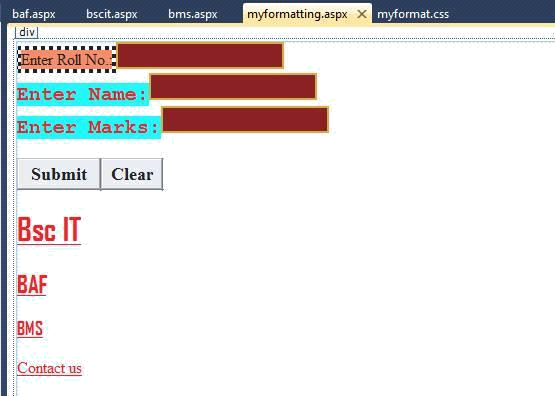 baf.aspx bscit.aspx bms.aspx myformatting.aspx myformat.css
div
Enter Roll No.:
Enter Name:
Enter Marks:
Submit Clear
Bsc IT
BAF
BMS
Contact us